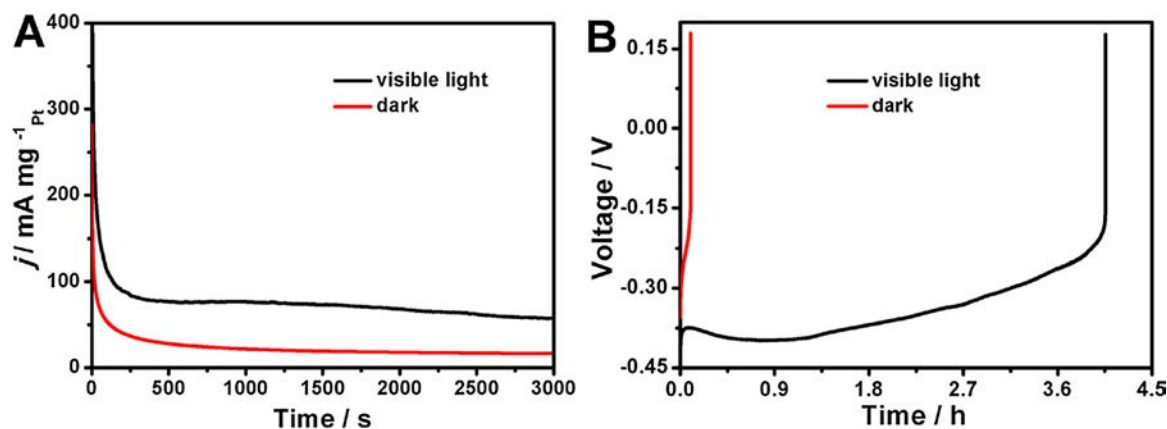 A
j / mA mg ⁻¹ Pt
400
300
200
100
0
visible light
dark
0 500 1000 1500 2000 2500 3000
Time / s
B
Voltage / V
0.15
0.00
-0.15
-0.30
-0.45
visible light
dark
0.0 0.9 1.8 2.7 3.6 4.5
Time / h